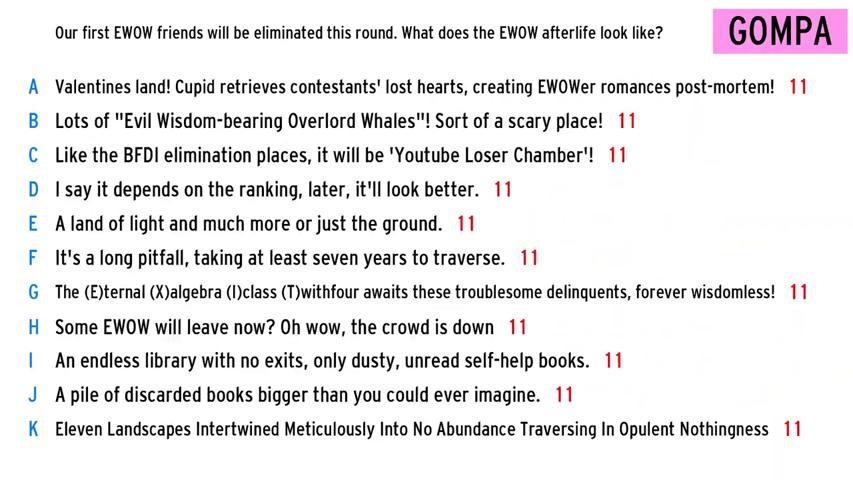 Our first EWOW friends will be eliminated this round. What does the EWOW afterlife look like?
GOMPA
A Valentines land! Cupid retrieves contestants' lost hearts, creating EWOWer romances post-mortem! 11
B Lots of "Evil Wisdom-bearing Overlord Whales"! Sort of a scary place! 11
C Like the BFDI elimination places, it will be 'Youtube Loser Chamber'! 11
D I say it depends on the ranking, later, it'll look better. 11
E A land of light and much more or just the ground. 11
F It's a long pitfall, taking at least seven years to traverse. 11
G The (E)ternal (X)algebra (I)class (T)withfour awaits these troublesome delinquents, forever wisdomless! 11
H Some EWOW will leave now? Oh wow, the crowd is down 11
I An endless library with no exits, only dusty, unread self-help books. 11
J A pile of discarded books bigger than you could ever imagine. 11
K Eleven Landscapes Intertwined Meticulously Into No Abundance Traversing In Opulent Nothingness 11